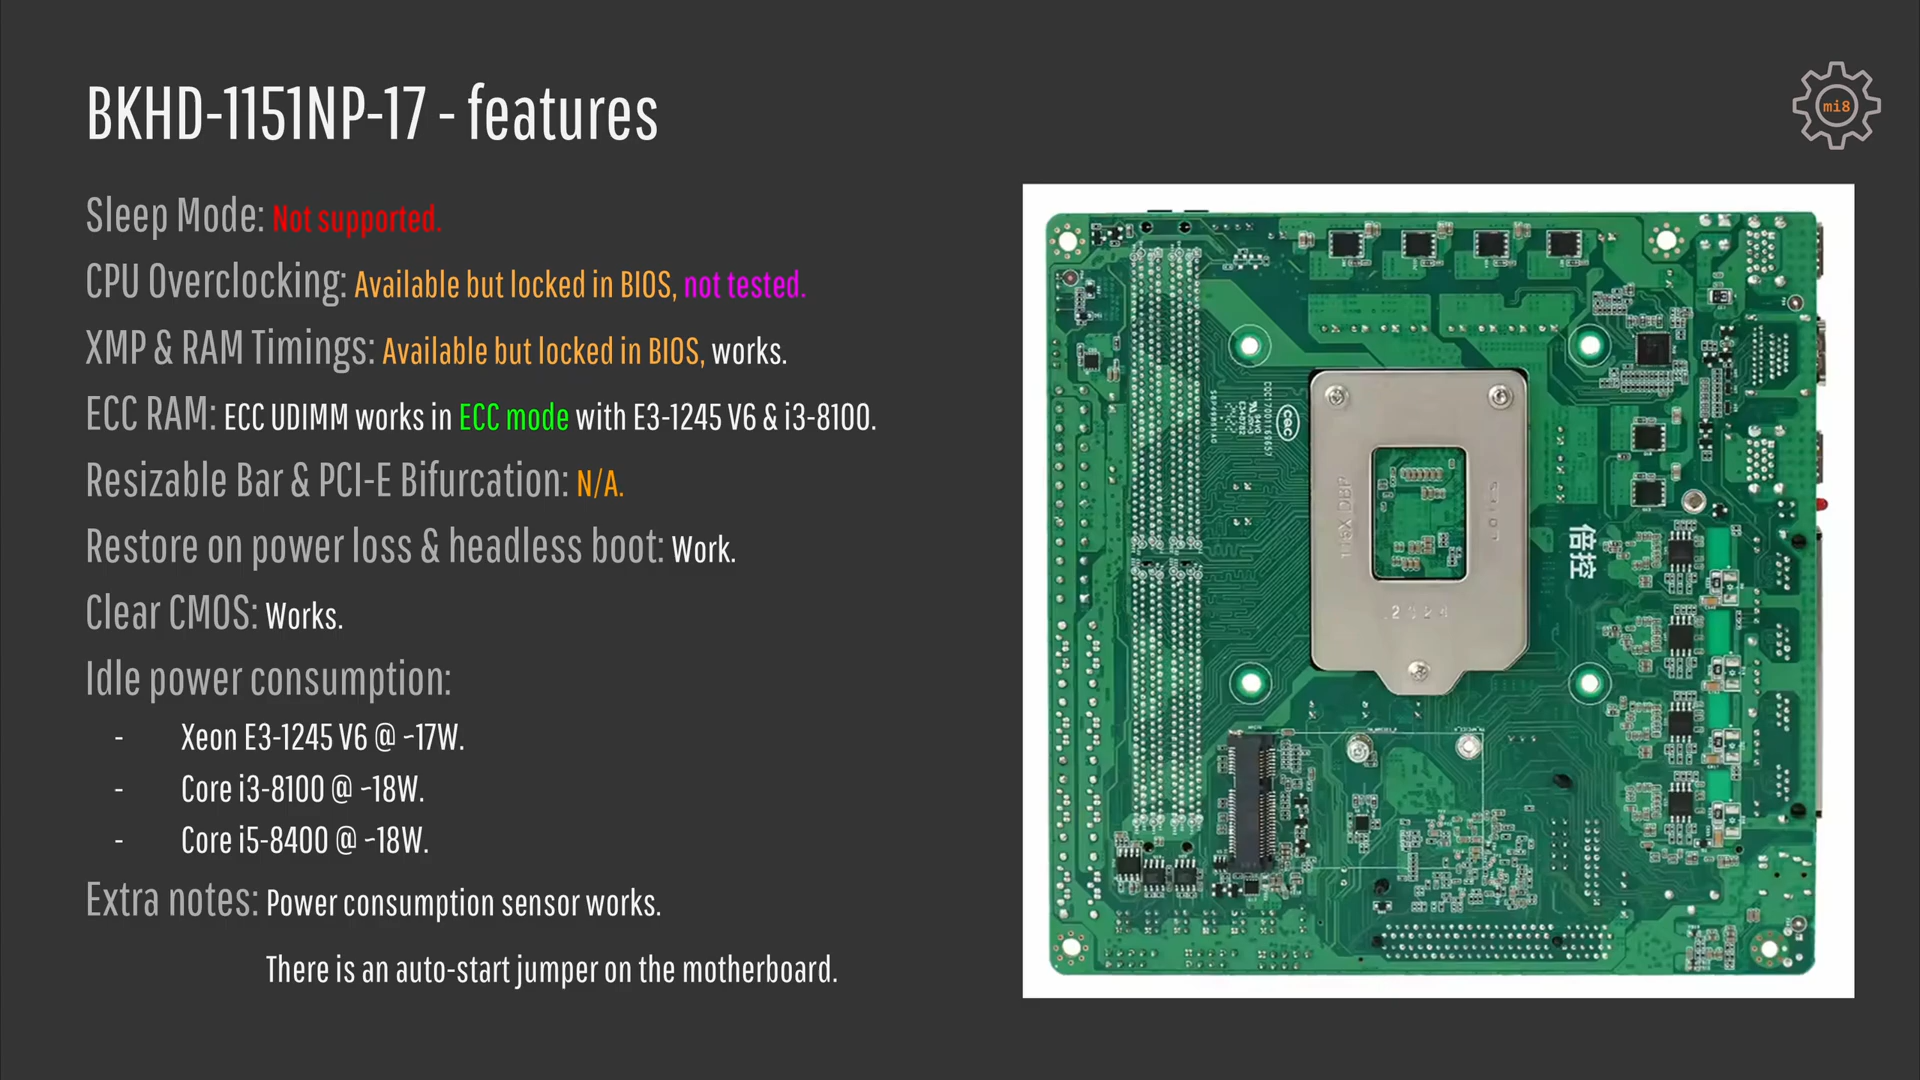 BKHD-1151NP-17 - features
mi8
Sleep Mode: Not supported.
CPU Overclocking: Available but locked in BIOS, not tested.
XMP & RAM Timings: Available but locked in BIOS, works.
ECC RAM: ECC UDIMM works in ECC mode with E3-1245 V6 & i3-8100.
Resizable Bar & PCI-E Bifurcation: N/A.
Restore on power loss & headless boot: Work.
Clear CMOS: Works.
Idle power consumption:
- Xeon E3-1245 V6 @ ~17W.
- Core i3-8100 @ ~18W.
- Core i5-8400 @ ~18W.
Extra notes: Power consumption sensor works.
There is an auto-start jumper on the motherboard.
倍控